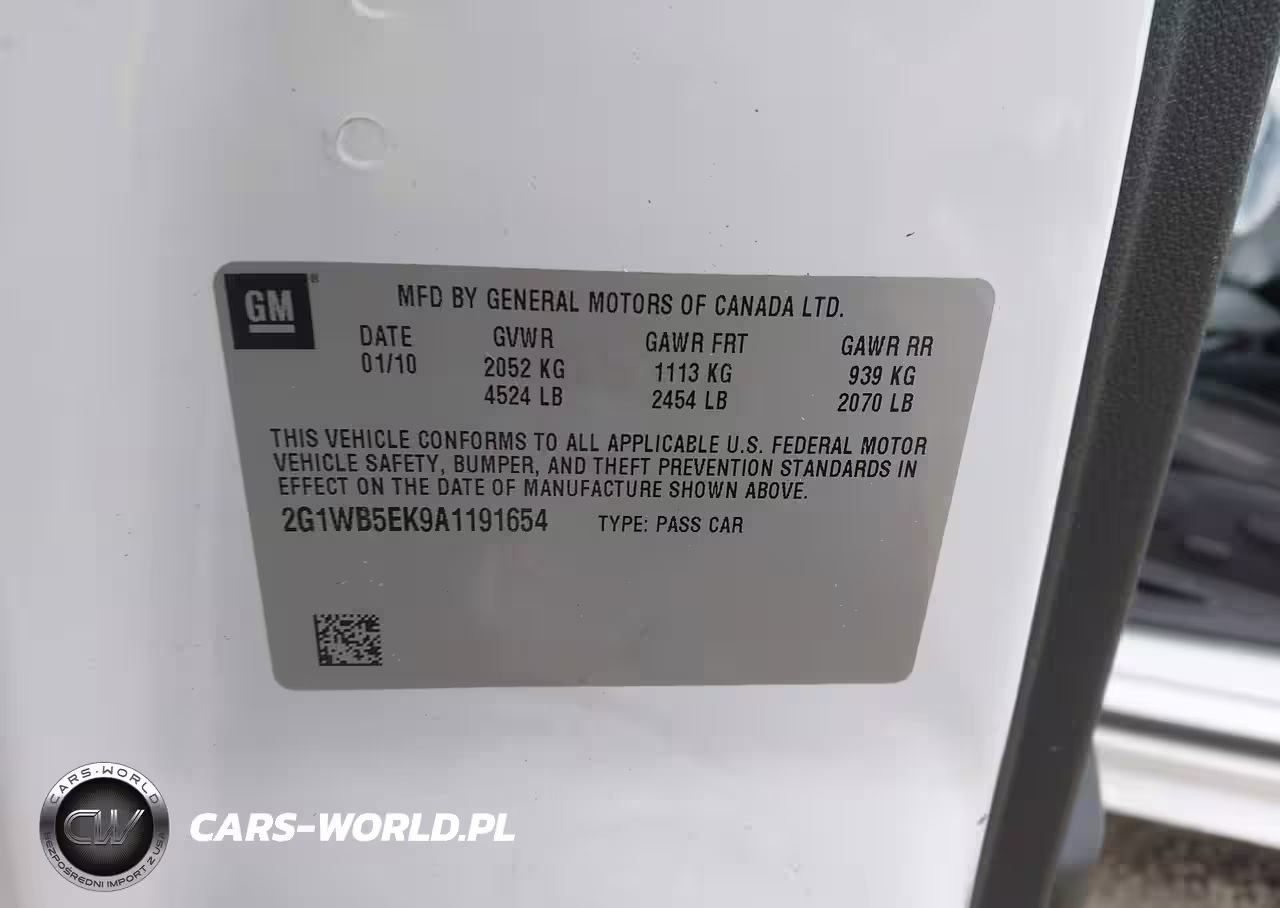 GM ®
MFD BY GENERAL MOTORS OF CANADA LTD.
DATE GVWR GAWR FRT GAWR RR
01/10 2052 KG 1113 KG 939 KG
4524 LB 2454 LB 2070 LB
THIS VEHICLE CONFORMS TO ALL APPLICABLE U.S. FEDERAL MOTOR
VEHICLE SAFETY, BUMPER, AND THEFT PREVENTION STANDARDS IN
EFFECT ON THE DATE OF MANUFACTURE SHOWN ABOVE.
2G1WB5EK9A1191654 TYPE: PASS CAR
CARS-WORLD
CW
BEZPOŚREDNI IMPORT Z USA
CARS-WORLD.PL